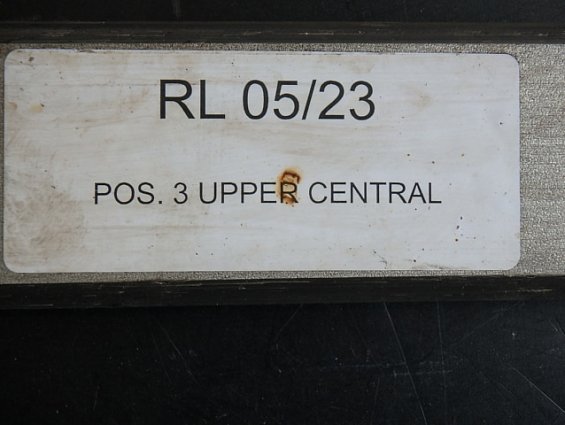 RL 05/23
POS. 3 UPPER CENTRAL